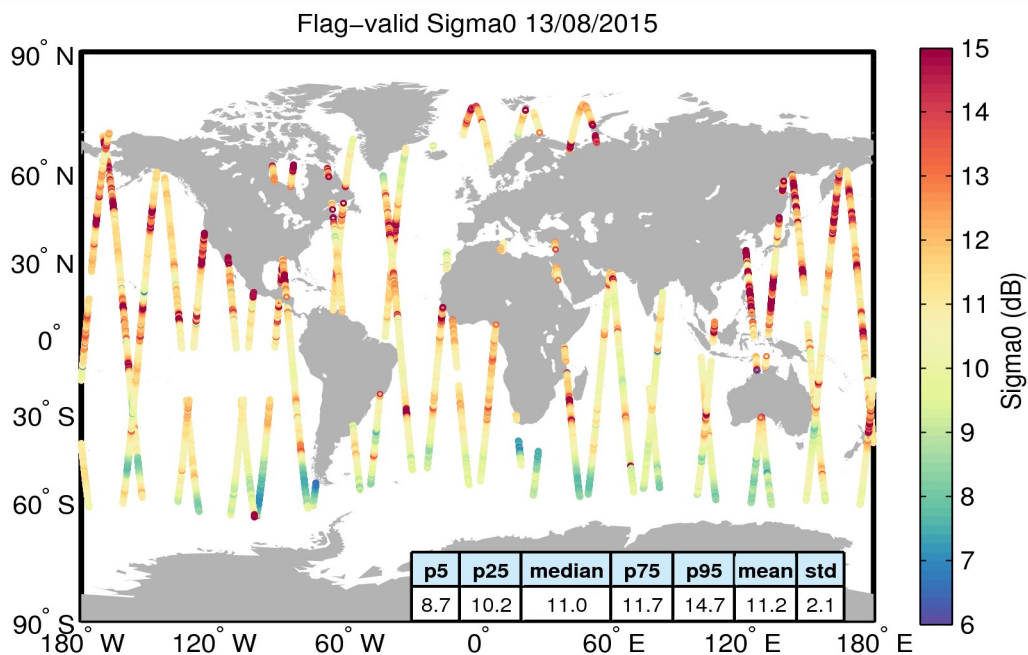 Flag−valid Sigma0 13/08/2015
90° N
60° N
30° N
0°
30° S
60° S
90° S
180° W
120° W
60° W
0°
60° E
120° E
180° E
p5 p25 median p75 p95 mean std
8.7 10.2 11.0 11.7 14.7 11.2 2.1
15
14
13
12
11
10
9
8
7
6
Sigma0 (dB)